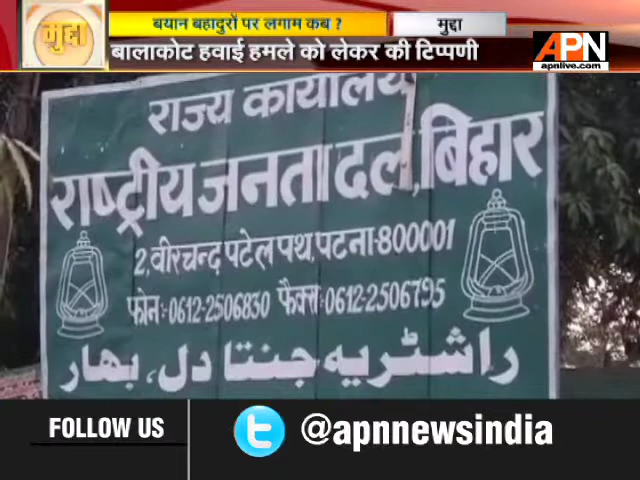 मुद्दा
बयान बहादुरों पर लगाम कब ?
मुद्दा
बालाकोट हवाई हमले को लेकर की टिप्पणी
APN
apnlive.com
राज्य कार्यालय
राष्ट्रीय जनता दल, बिहार
2, वीरचन्द पटेल पथ, पटना-800001
फोन:-0612-2506830 फैक्स:-0612-2506795
راشٹریہ جنتا دل، بھار
FOLLOW US
@apnnewsindia